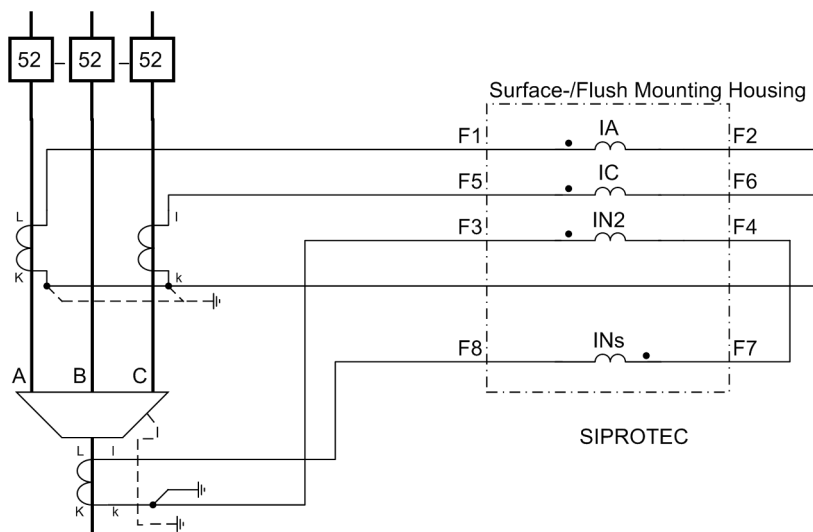 52
52
52
Surface-/Flush Mounting Housing
F1
IA
F2
F5
IC
F6
L
l
F3
IN2
F4
K
k
F8
INs
F7
A
B
C
SIPROTEC
L
l
K
k